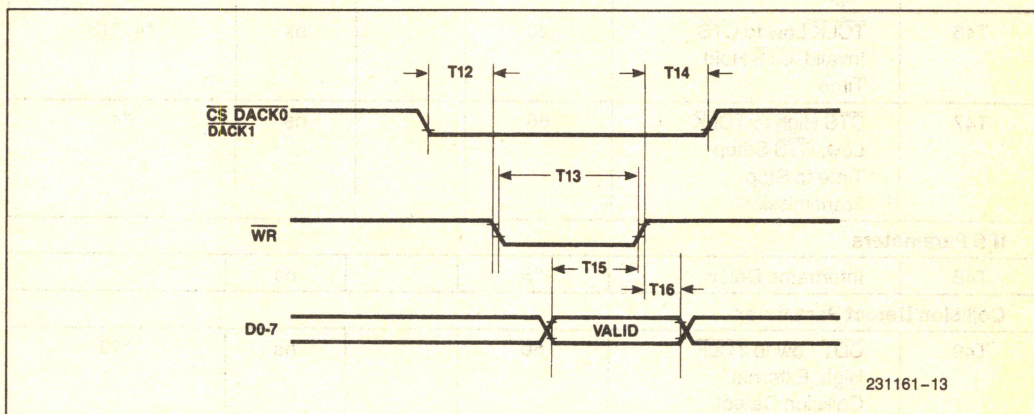 T12
T14
CS DACK0
DACK1
T13
WR
T15
T16
D0-7
VALID
231161-13